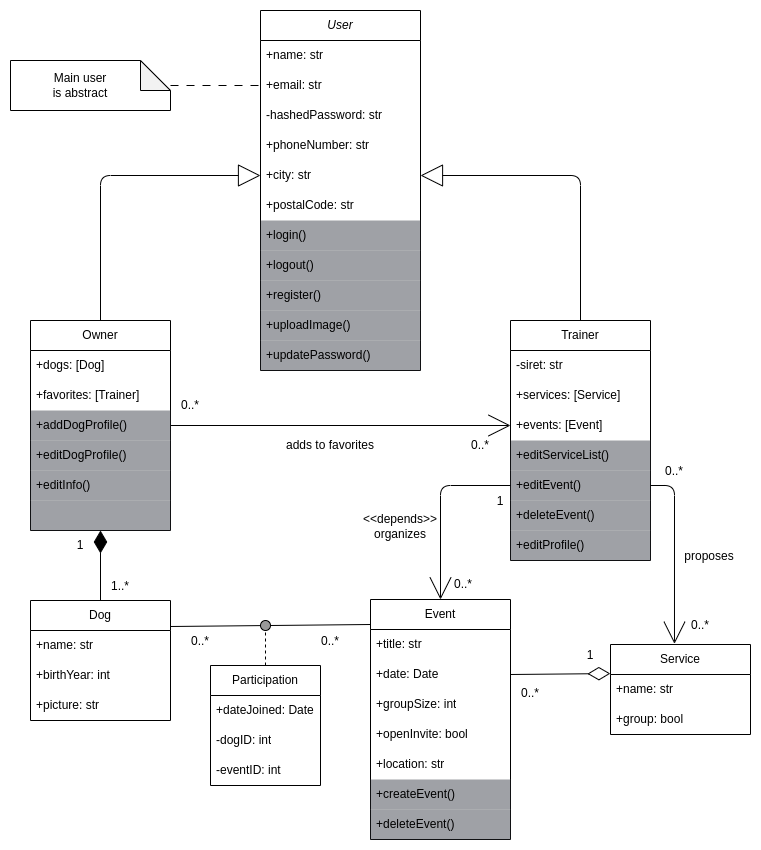 User
+name: str
+email: str
-hashedPassword: str
+phoneNumber: str
+city: str
+postalCode: str
+login()
+logout()
+register()
+uploadImage()
+updatePassword()
Main user
is abstract
Owner
+dogs: [Dog]
+favorites: [Trainer]
+addDogProfile()
+editDogProfile()
+editInfo()
0..*
adds to favorites
0..*
Trainer
-siret: str
+services: [Service]
+events: [Event]
+editServiceList()
+editEvent()
+deleteEvent()
+editProfile()
1
<<depends>>
organizes
0..*
0..*
proposes
0..*
1
1..*
Dog
+name: str
+birthYear: int
+picture: str
0..*
0..*
Participation
+dateJoined: Date
-dogID: int
-eventID: int
Event
+title: str
+date: Date
+groupSize: int
+openInvite: bool
+location: str
+createEvent()
+deleteEvent()
1
0..*
Service
+name: str
+group: bool